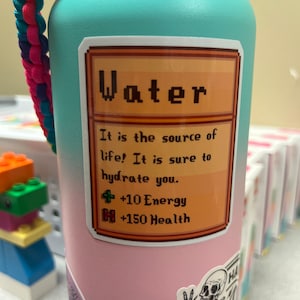 Water
It is the source of
life! It is sure to
hydrate you.
+10 Energy
+150 Health